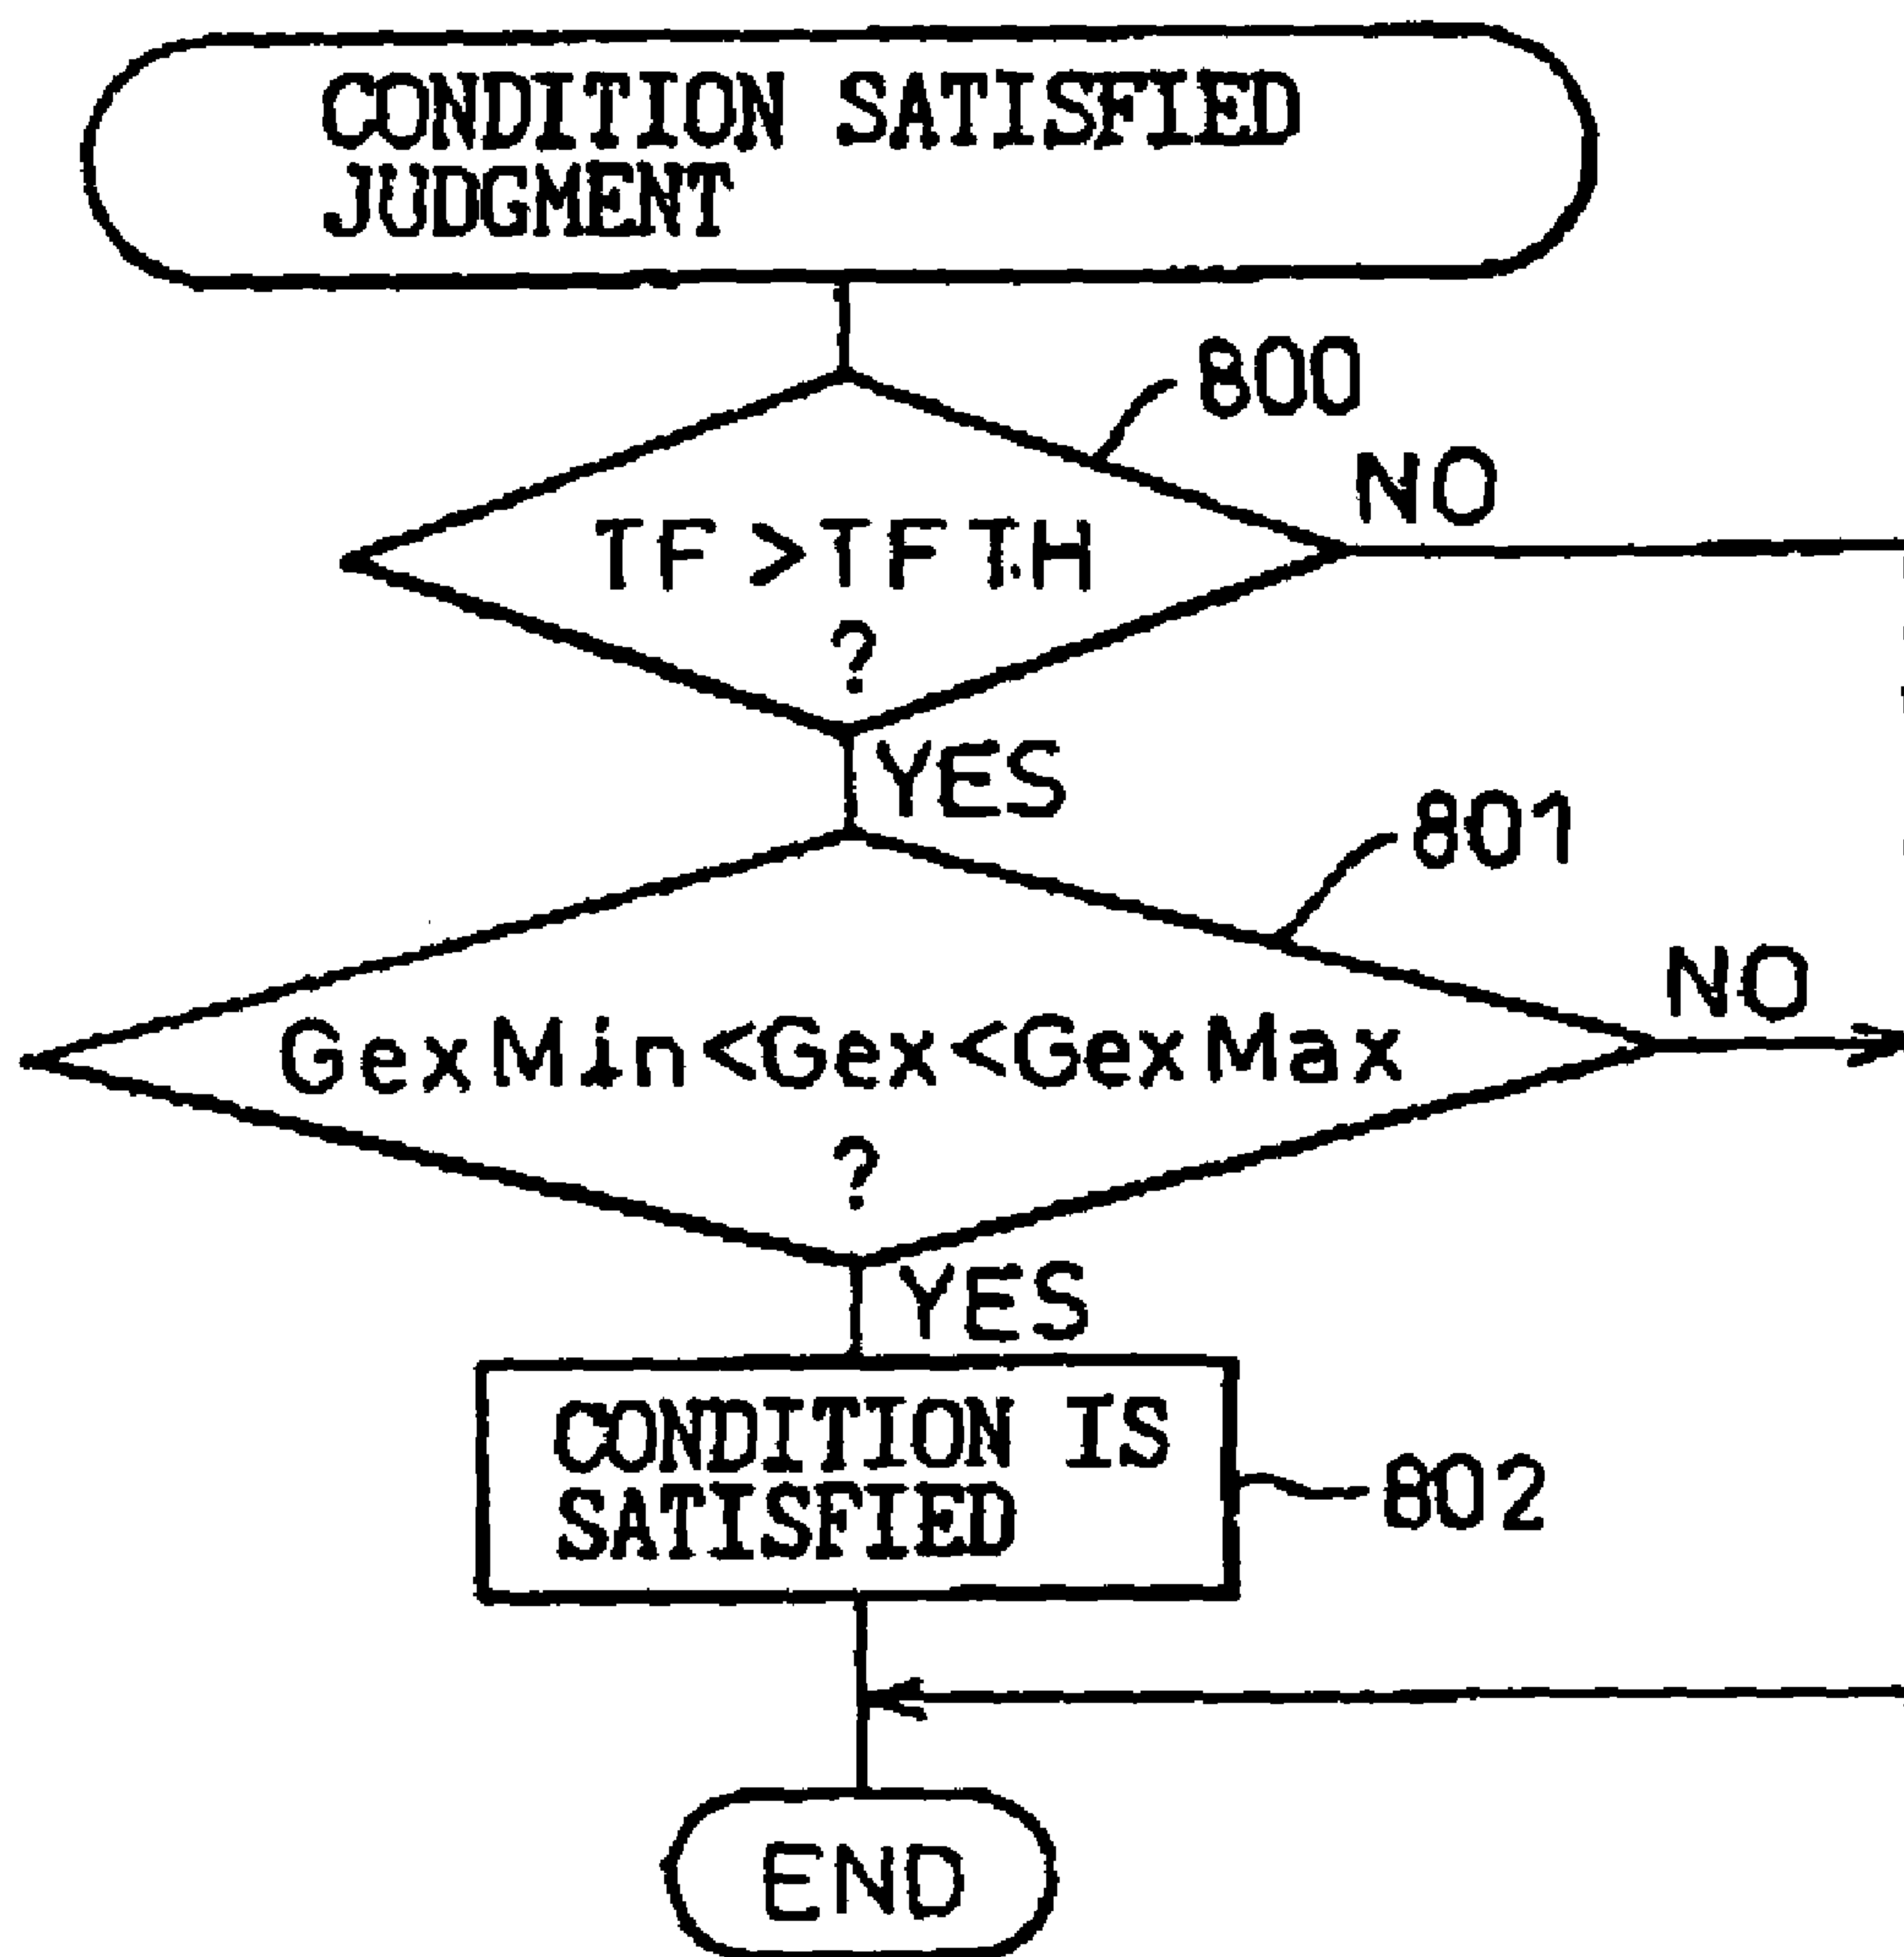 CONDITION SATISFIED
JUDGMENT
800
NO
TF>TFTH
?
YES
801
NO
GexMin<Gex<GexMax
?
YES
CONDITION IS
SATISFIED
802
END